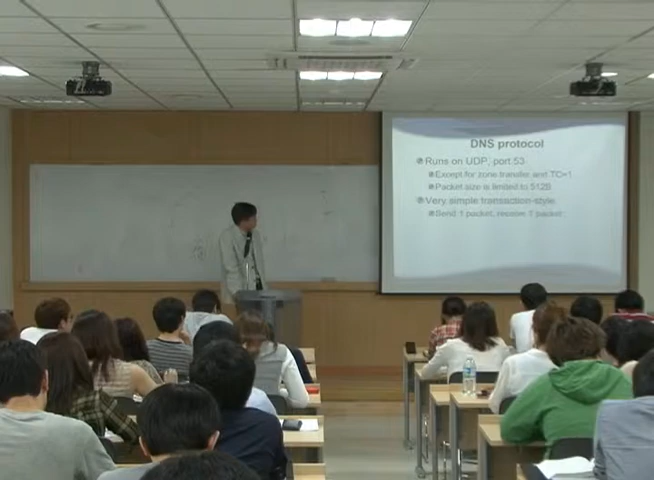 DNS protocol
Runs on UDP, port 53
Except for zone transfer and TC=1
Packet size is limited to 512B
Very simple transaction-style
Send 1 packet, receive 1 packet